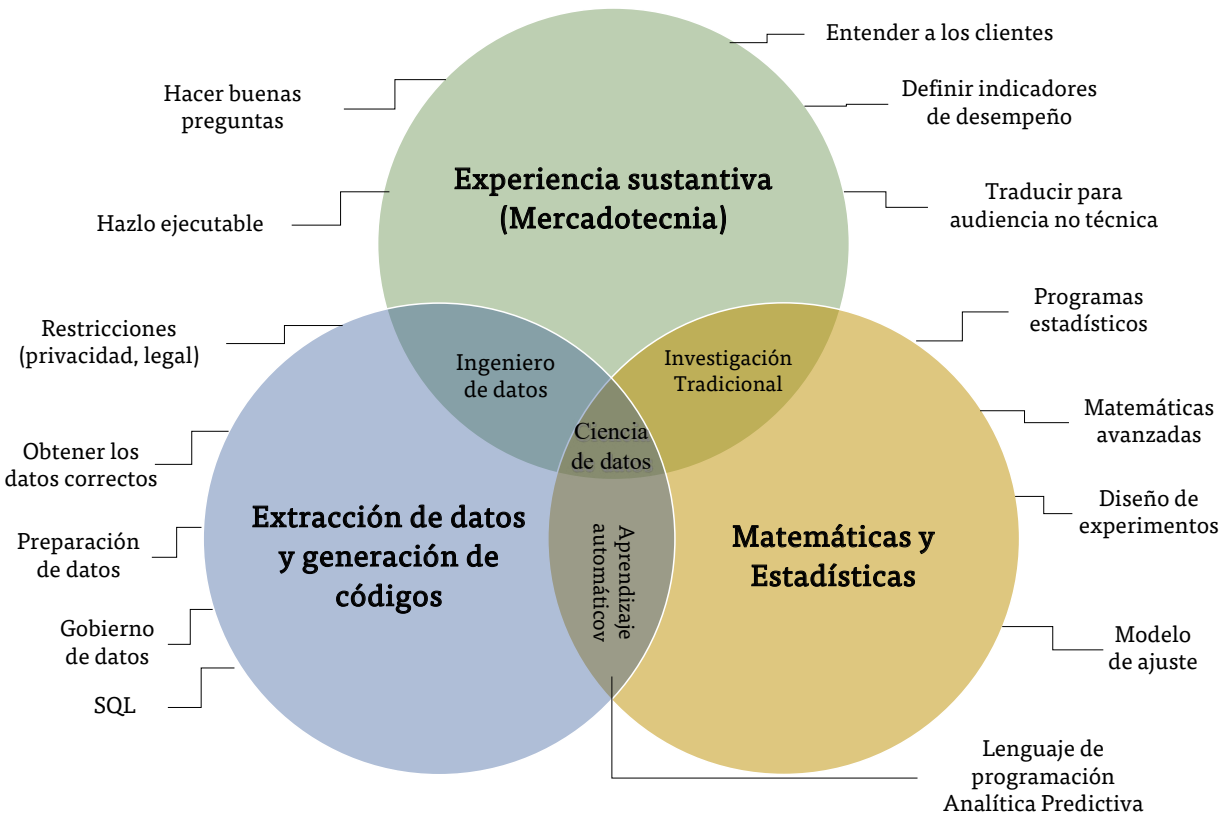 Entender a los clientes
Hacer buenas
preguntas
Definir indicadores
de desempeño
Experiencia sustantiva
(Mercadotecnia)
Hazlo ejecutable
Traducir para
audiencia no técnica
Restricciones
(privacidad, legal)
Programas
estadísticos
Ingeniero
de datos
Investigación
Tradicional
Ciencia
de datos
Matemáticas
avanzadas
Obtener los
datos correctos
Extracción de datos
y generación de
códigos
Aprendizaje
automáticov
Matemáticas y
Estadísticas
Diseño de
experimentos
Preparación
de datos
Gobierno
de datos
Modelo
de ajuste
SQL
Lenguaje de
programación
Analítica Predictiva